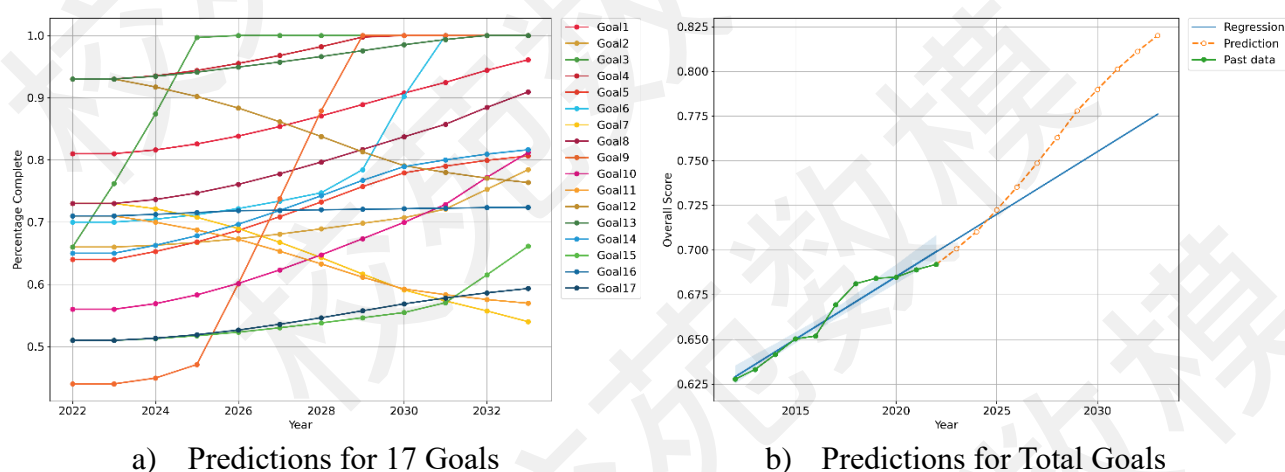 1.0
0.9
0.8
0.7
0.6
0.5
Percentage Complete
2022 2024 2026 2028 2030 2032
Year
Goal1
Goal2
Goal3
Goal4
Goal5
Goal6
Goal7
Goal8
Goal9
Goal10
Goal11
Goal12
Goal13
Goal14
Goal15
Goal16
Goal17
a) Predictions for 17 Goals
0.825
0.800
0.775
0.750
0.725
0.700
0.675
0.650
0.625
Overall Score
2015 2020 2025 2030
Year
Regression
Prediction
Past data
b) Predictions for Total Goals